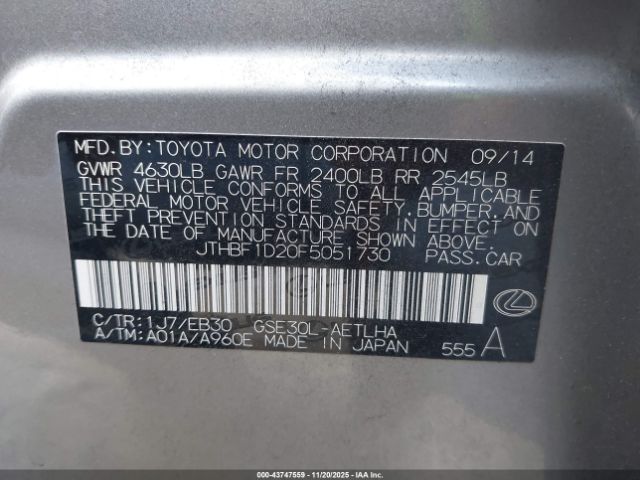 MFD.BY:TOYOTA MOTOR CORPORATION 09/14
GVWR 4630LB GAWR FR 2400LB RR 2545LB
THIS VEHICLE CONFORMS TO ALL APPLICABLE
FEDERAL MOTOR VEHICLE SAFETY,BUMPER,AND
THEFT PREVENTION STANDARDS IN EFFECT ON
THE DATE OF MANUFACTURE SHOWN ABOVE.
JTHBF1D20F5051730 PASS.CAR
C/TR:1J7/EB30 GSE30L-AETLHA
A/TM:A01A/A960E MADE IN JAPAN 555 A
000-43747559 - 11/20/2025 - IAAI.COM